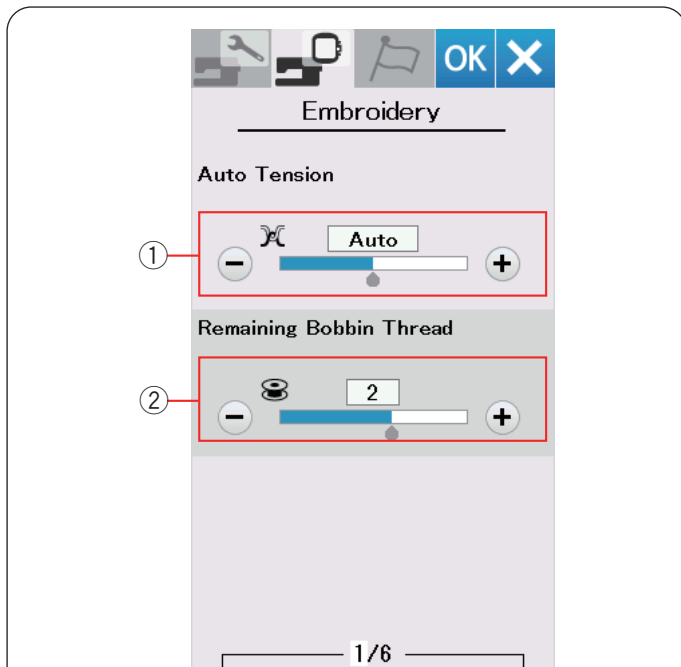 OK
Embroidery
Auto Tension
① Auto
Remaining Bobbin Thread
② 2
1/6